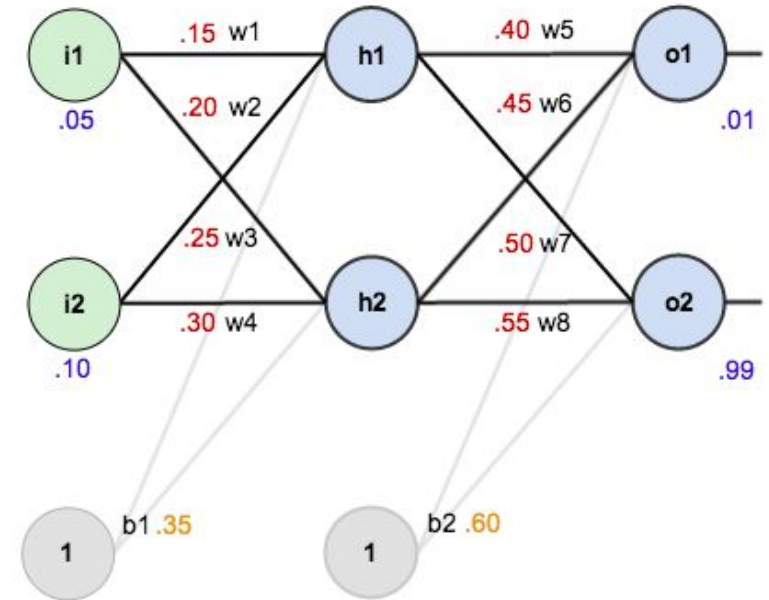 i1
.15 w1
h1
.40 w5
o1
.05
.20 w2
.45 w6
.01
.25 w3
.50 w7
i2
.30 w4
h2
.55 w8
o2
.10
.99
1
b1 .35
1
b2 .60